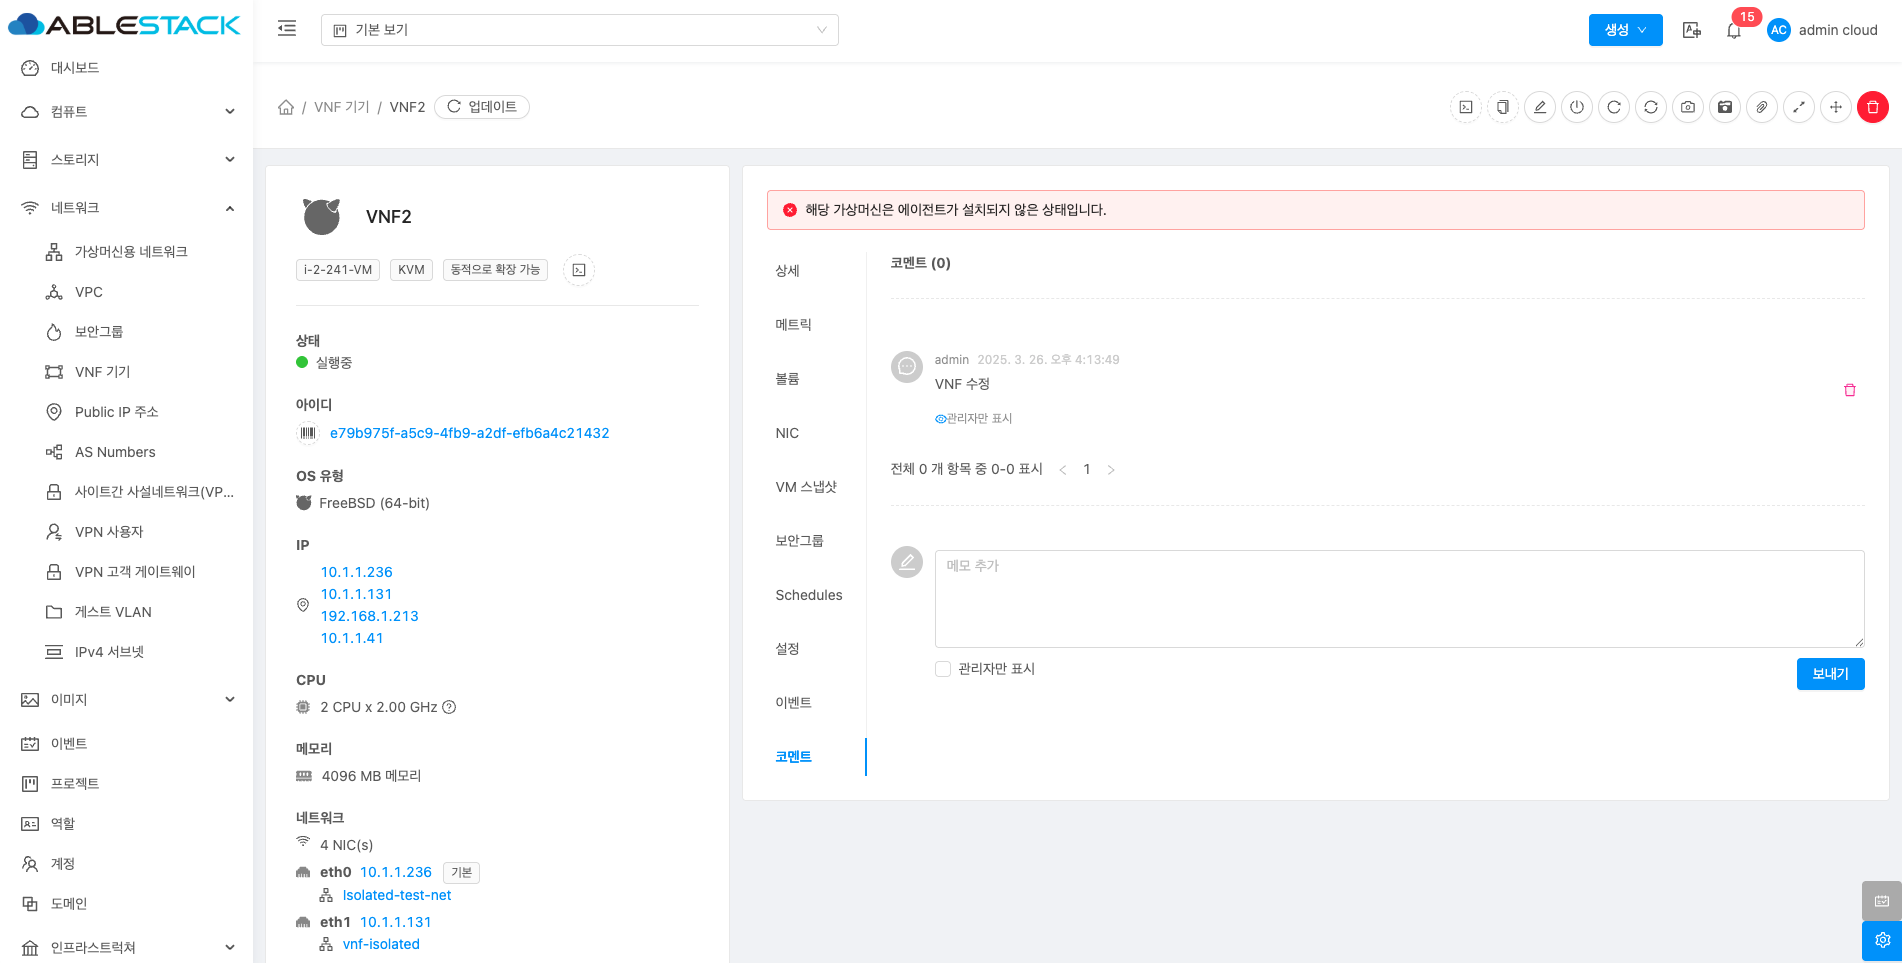 ABLESTACK
기본 보기
생성
15
AC
admin cloud
대시보드
컴퓨트
스토리지
네트워크
가상머신용 네트워크
VPC
보안그룹
VNF 기기
Public IP 주소
AS Numbers
사이트간 사설네트워크(VP...
VPN 사용자
VPN 고객 게이트웨이
게스트 VLAN
IPv4 서브넷
이미지
이벤트
프로젝트
역할
계정
도메인
인프라스트럭쳐
/ VNF 기기 / VNF2
업데이트
VNF2
i-2-241-VM
KVM
동적으로 확장 가능
상태
실행중
아이디
e79b975f-a5c9-4fb9-a2df-efb6a4c21432
OS 유형
FreeBSD (64-bit)
IP
10.1.1.236
10.1.1.131
192.168.1.213
10.1.1.41
CPU
2 CPU x 2.00 GHz
메모리
4096 MB 메모리
네트워크
4 NIC(s)
eth0 10.1.1.236 기본
Isolated-test-net
eth1 10.1.1.131
vnf-isolated
해당 가상머신은 에이전트가 설치되지 않은 상태입니다.
상세
메트릭
볼륨
NIC
VM 스냅샷
보안그룹
Schedules
설정
이벤트
코멘트
코멘트 (0)
admin 2025. 3. 26. 오후 4:13:49
VNF 수정
관리자만 표시
전체 0 개 항목 중 0-0 표시 < 1 >
메모 추가
관리자만 표시
보내기